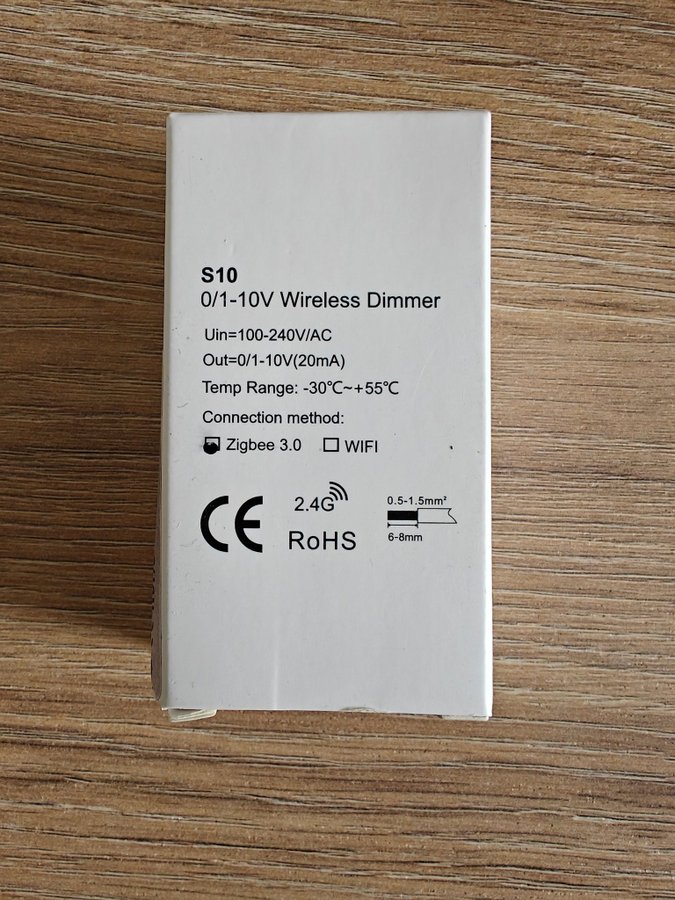 S10
0/1-10V Wireless Dimmer
Uin=100-240V/AC
Out=0/1-10V(20mA)
Temp Range: -30℃~+55℃
Connection method:
Zigbee 3.0 WIFI
CE
2.4G
RoHS
0.5-1.5mm²
6-8mm